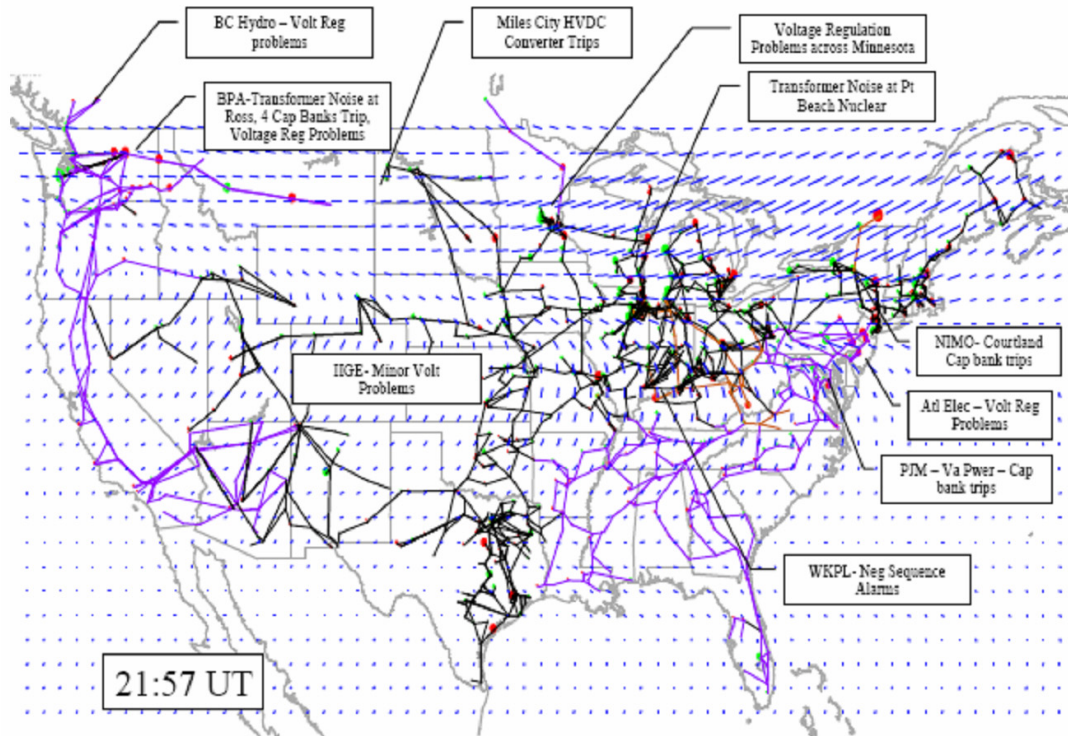 BC Hydro – Volt Reg
problems
Miles City HVDC
Converter Trips
Voltage Regulation
Problems across Minnesota
BPA-Transformer Noise at
Ross, 4 Cap Banks Trip,
Voltage Reg Problems
Transformer Noise at Pt
Beach Nuclear
IIGE- Minor Volt
Problems
NIMO- Courtland
Cap bank trips
Atl Elec – Volt Reg
Problems
PJM – Va Pwer – Cap
bank trips
WKPL- Neg Sequence
Alarms
21:57 UT